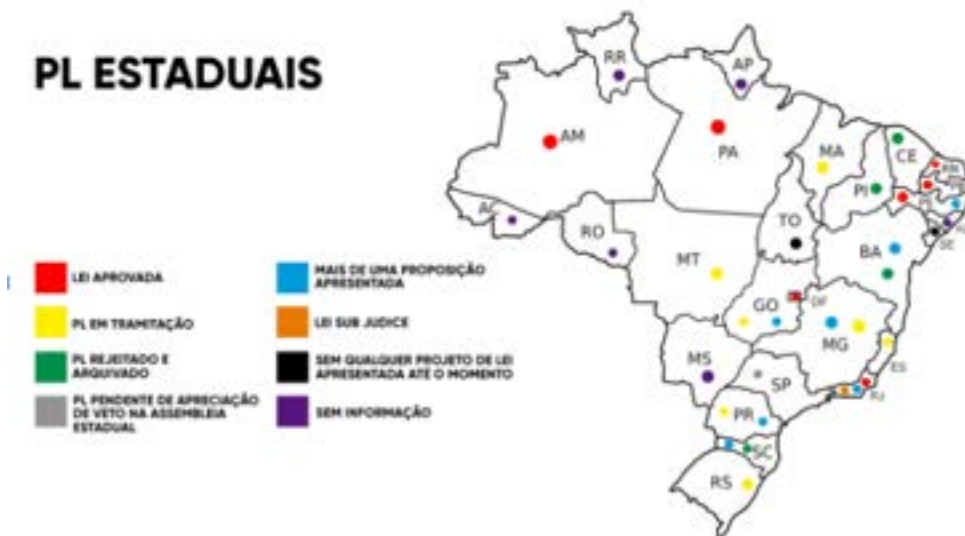 PL ESTADUAIS
LEI APROVADA
PL EM TRAMITAÇÃO
PL REJEITADO E
ARQUIVADO
PL PENDENTE DE APRECIAÇÃO
DE VETO NA ASSEMBLEIA
ESTADUAL
MAIS DE UMA PROPOSIÇÃO
APRESENTADA
LEI SUB JUDICE
SEM QUALQUER PROJETO DE LEI
APRESENTADA ATÉ O MOMENTO
SEM INFORMAÇÃO
RR
AP
AM
PA
MA
CE
RN
PI
PE
AC
TO
SE
RO
BA
MT
GO
DF
MG
MS
ES
SP
RJ
PR
SC
RS